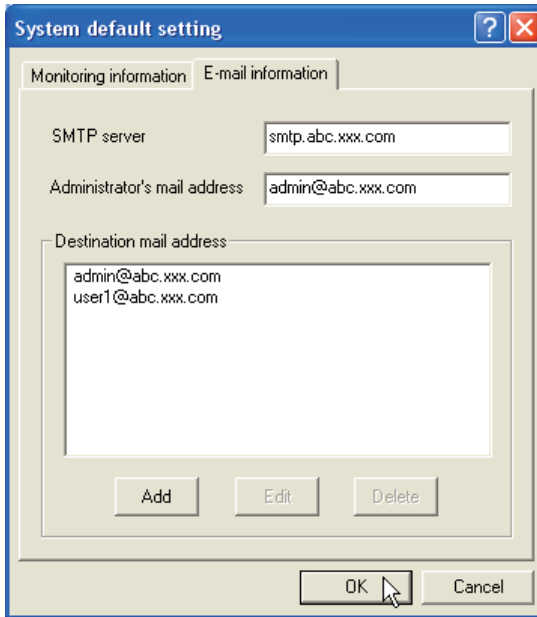 System default setting
Monitoring information E-mail information
SMTP server smtp.abc.xxx.com
Administrator's mail address admin@abc.xxx.com
Destination mail address
admin@abc.xxx.com
user1@abc.xxx.com
Add Edit Delete
OK Cancel